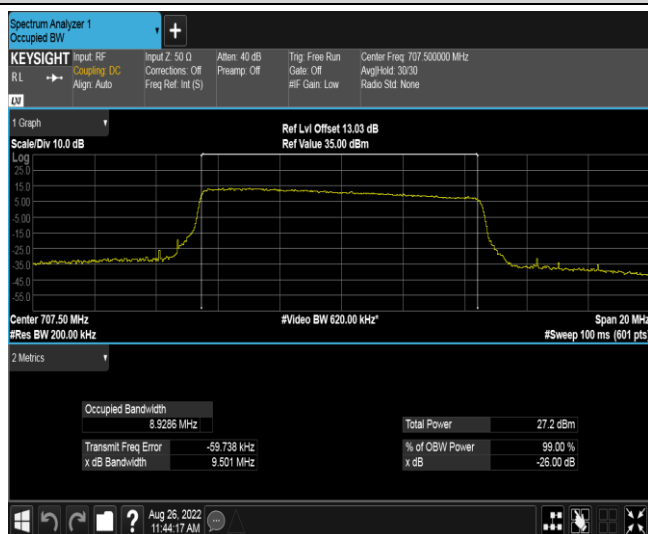 Spectrum Analyzer 1
Occupied BW
+
KEYSIGHT
R L
LXI
Input: RF
Coupling: DC
Align: Auto
Input Z: 50 Ω
Corrections: Off
Freq Ref: Int (S)
Atten: 40 dB
Preamp: Off
Trig: Free Run
Gate: Off
#IF Gain: Low
Center Freq: 707.500000 MHz
Avg|Hold: 30/30
Radio Std: None
1 Graph
Scale/Div 10.0 dB
Ref Lvl Offset 13.03 dB
Ref Value 35.00 dBm
Log
25.0
15.0
5.00
-5.00
-15.0
-25.0
-35.0
-45.0
-55.0
Center 707.50 MHz
#Res BW 200.00 kHz
#Video BW 620.00 kHz*
Span 20 MHz
#Sweep 100 ms (601 pts)
2 Metrics
Occupied Bandwidth
8.9286 MHz
Transmit Freq Error -59.738 kHz
x dB Bandwidth 9.501 MHz
Total Power 27.2 dBm
% of OBW Power 99.00 %
x dB -26.00 dB
?
Aug 26, 2022
11:44:17 AM